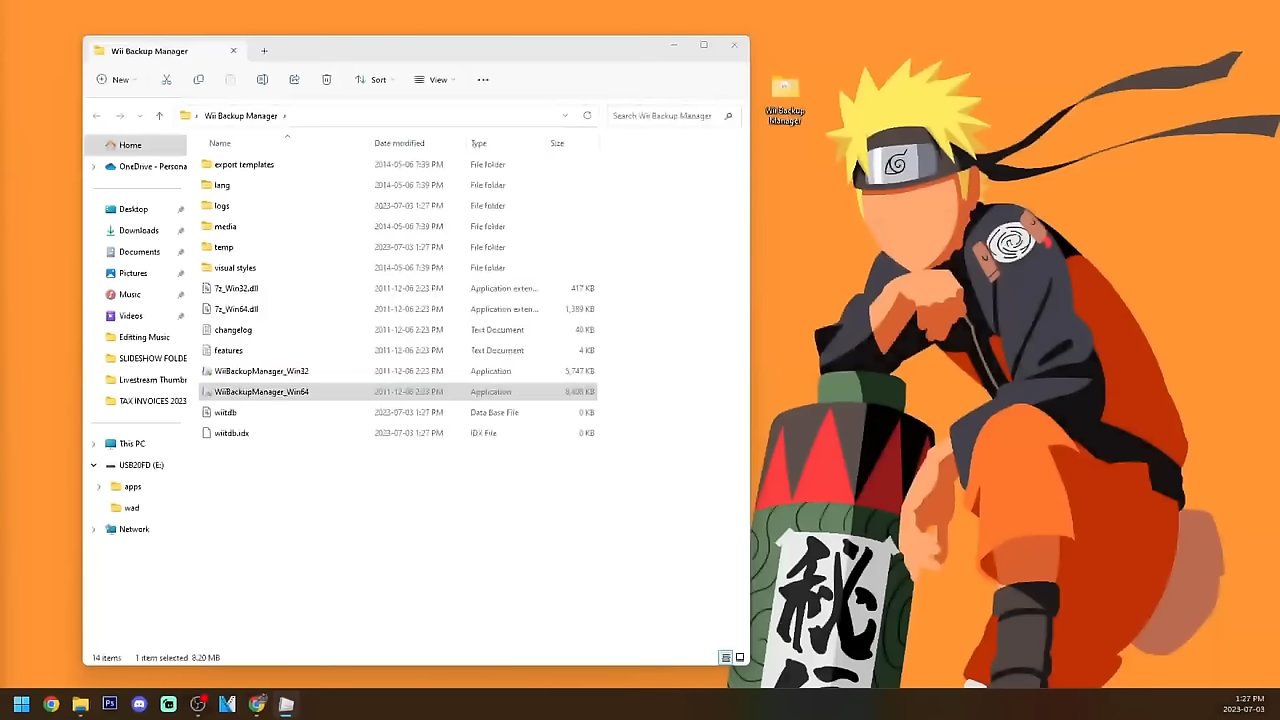 Wii Backup Manager
New
Sort
View
Wii Backup Manager
Search Wii Backup Manager
Name Date modified Type Size
Home
OneDrive - Persona
Desktop
Downloads
Documents
Pictures
Music
Videos
Editing Music
SLIDESHOW FOLDE
Livestream Thumbr
TAX INVOICES 2023
This PC
USB20FD (E:)
apps
wad
Network
export templates 2014-05-06 7:39 PM File folder
lang 2014-05-06 7:39 PM File folder
logs 2023-07-03 1:27 PM File folder
media 2014-05-06 7:39 PM File folder
temp 2023-07-03 1:27 PM File folder
visual styles 2014-05-06 7:39 PM File folder
7z_Win32.dll 2011-12-06 2:23 PM Application exten... 417 KB
7z_Win64.dll 2011-12-06 2:23 PM Application exten... 1,389 KB
changelog 2011-12-06 2:23 PM Text Document 40 KB
features 2011-12-06 2:23 PM Text Document 4 KB
WiiBackupManager_Win32 2011-12-06 2:23 PM Application 5,747 KB
WiiBackupManager_Win64 2011-12-06 2:23 PM Application 8,408 KB
wiitdb 2023-07-03 1:27 PM Data Base File 0 KB
wiitdb.idx 2023-07-03 1:27 PM IDX File 0 KB
14 items 1 item selected 8.20 MB
Wii Backup
Manager
秘
Ps
1:27 PM
2023-07-03